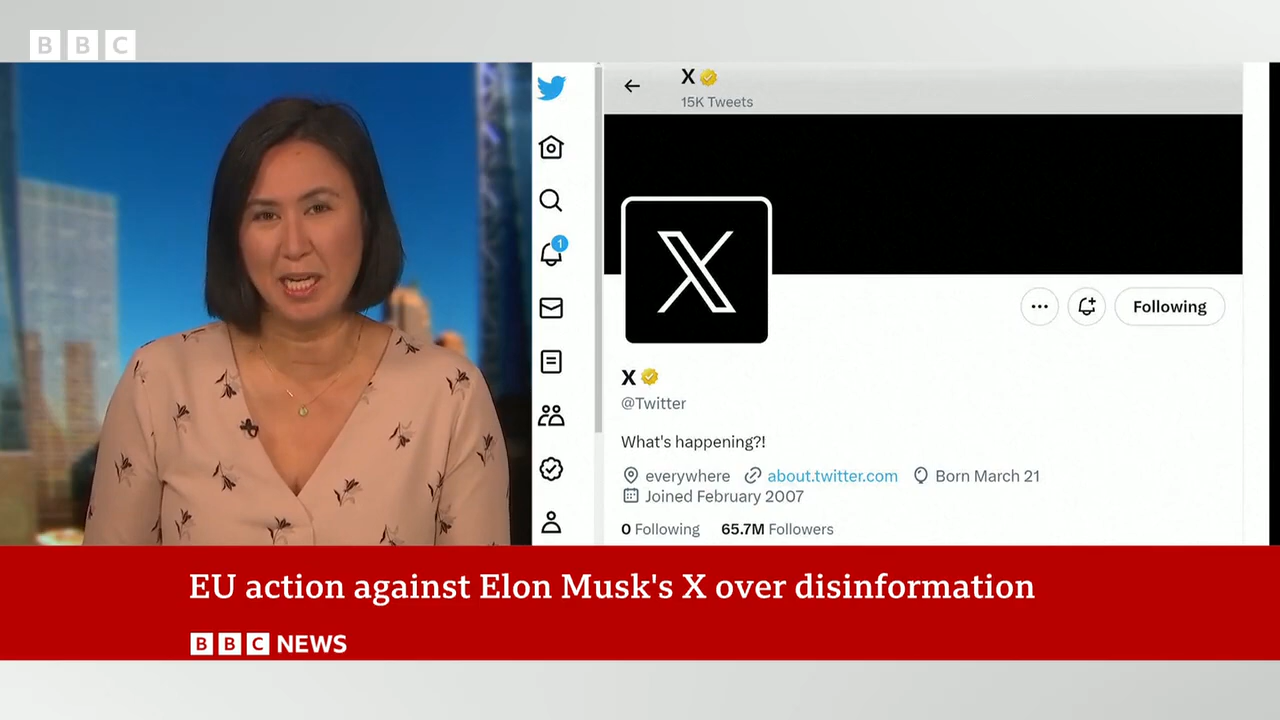 BBC
X
15K Tweets
1
X
Following
X
@Twitter
What's happening?!
everywhere about.twitter.com Born March 21
Joined February 2007
0 Following 65.7M Followers
EU action against Elon Musk's X over disinformation
BBC NEWS